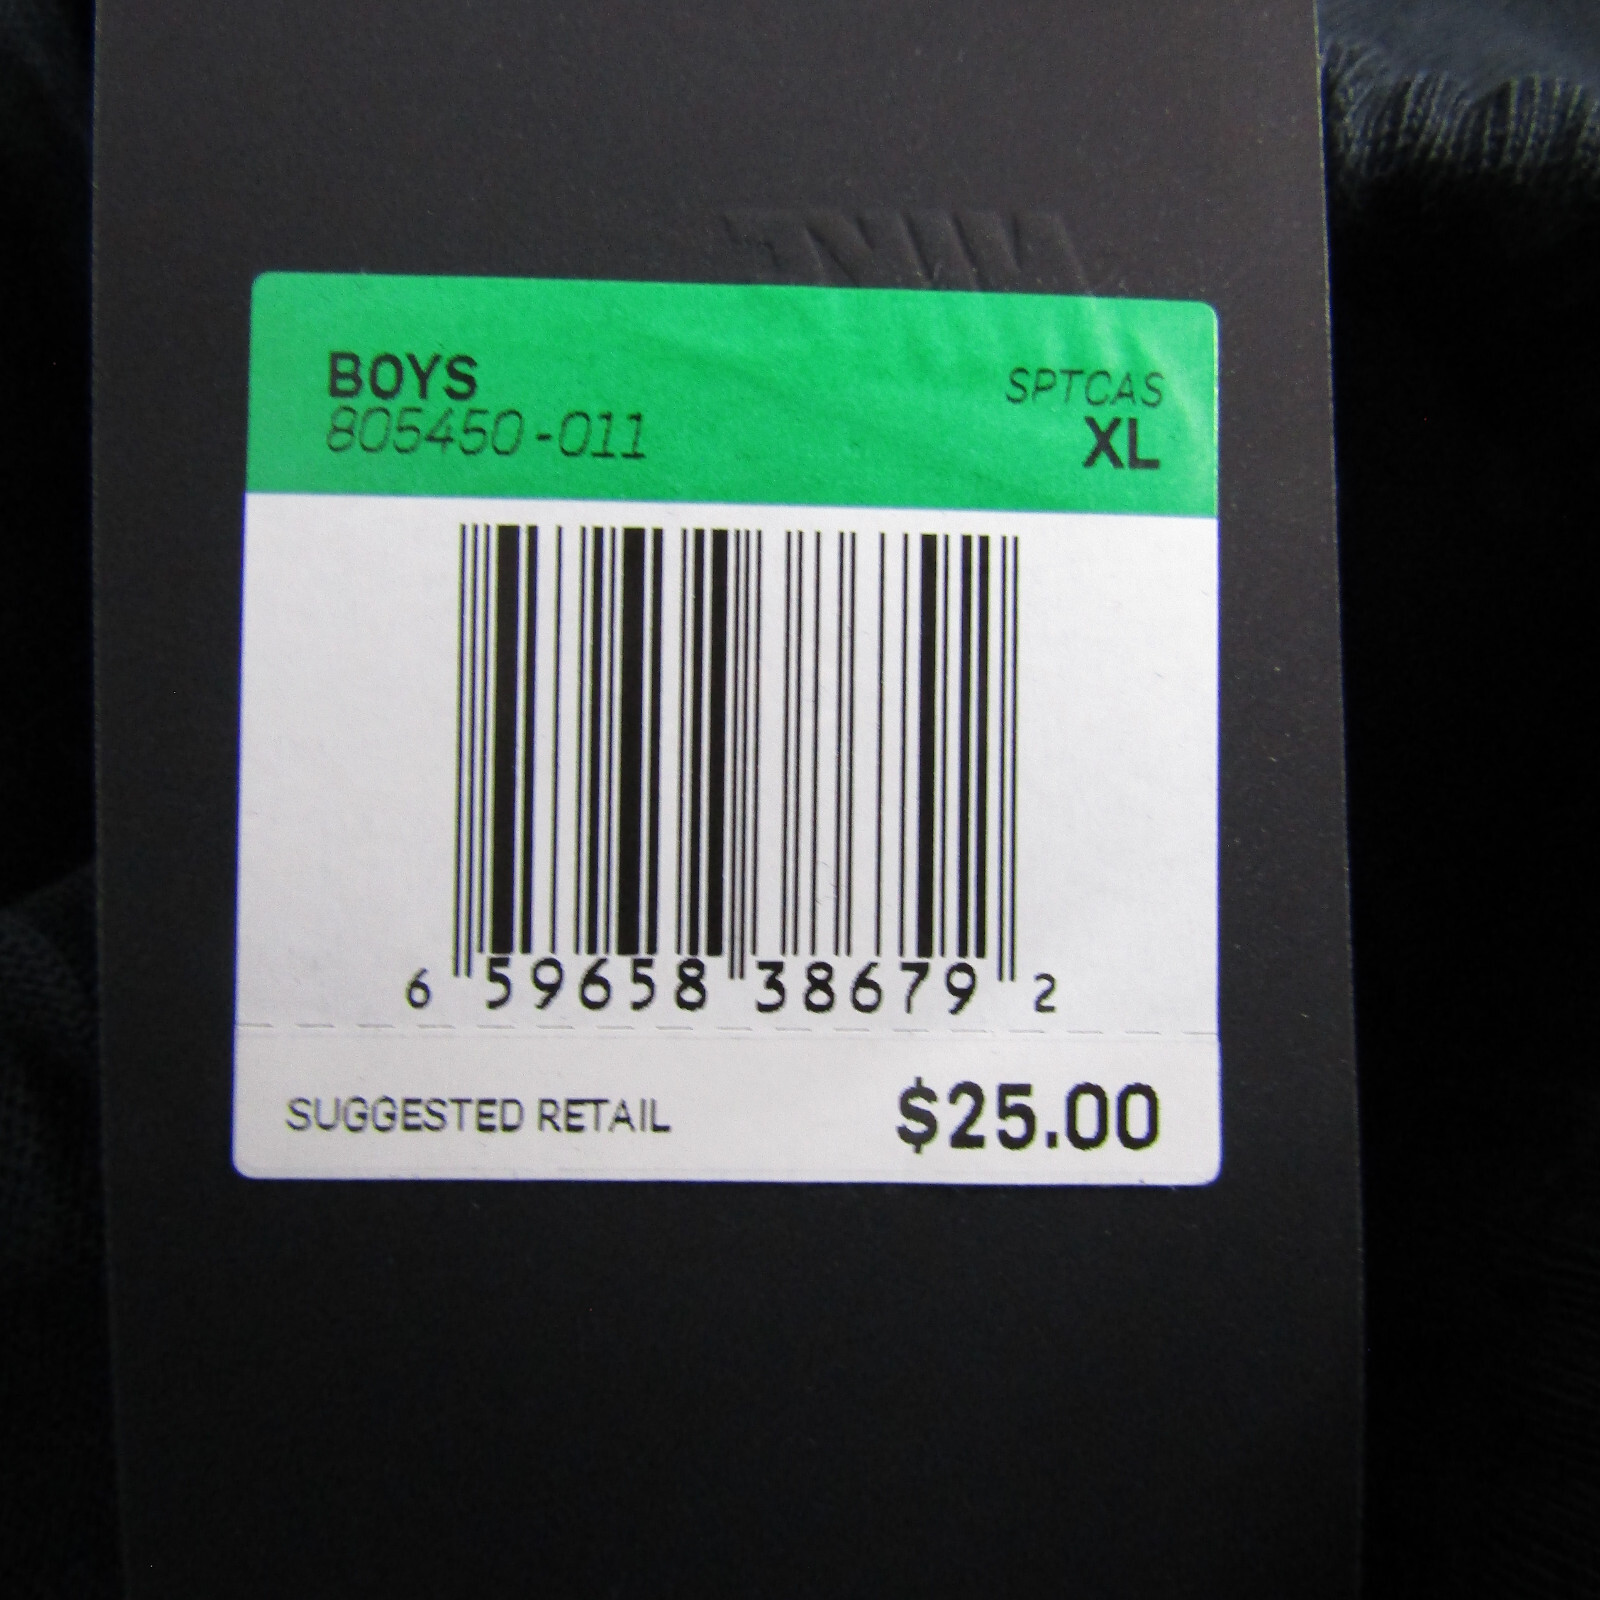 BOYS
805450-011
SPTCAS
XL
6 59658 38679 2
SUGGESTED RETAIL
$25.00